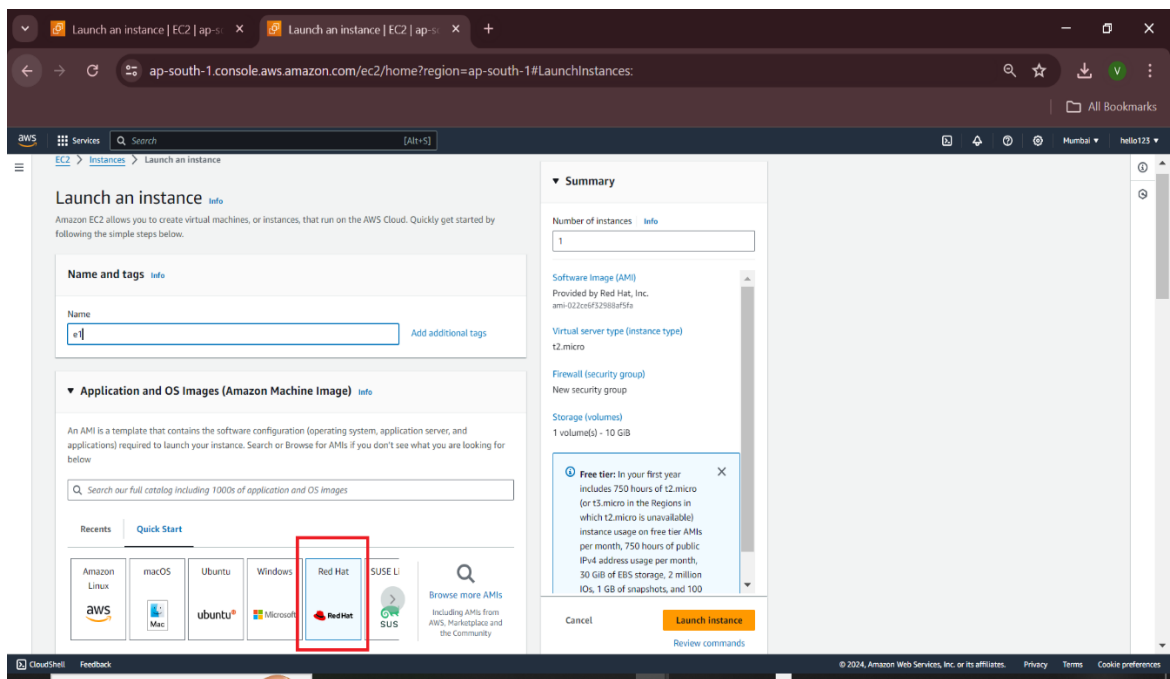 Launch an instance | EC2 | ap-s
Launch an instance | EC2 | ap-s
ap-south-1.console.aws.amazon.com/ec2/home?region=ap-south-1#LaunchInstances:
V
All Bookmarks
aws
Services
Search
[Alt+S]
Mumbai
hello123
EC2 > Instances > Launch an instance
Launch an instance Info
Amazon EC2 allows you to create virtual machines, or instances, that run on the AWS Cloud. Quickly get started by
following the simple steps below.
Name and tags Info
Name
e1
Add additional tags
Application and OS Images (Amazon Machine Image) Info
An AMI is a template that contains the software configuration (operating system, application server, and
applications) required to launch your instance. Search or Browse for AMIs if you don't see what you are looking for
below
Search our full catalog including 1000s of application and OS images
Recents
Quick Start
Amazon
Linux
aws
macOS
Mac
Ubuntu
ubuntu®
Windows
Microsoft
Red Hat
Red Hat
SUSE Li
SUS
Browse more AMIs
Including AMIs from
AWS, Marketplace and
the Community
Summary
Number of instances Info
1
Software Image (AMI)
Provided by Red Hat, Inc.
ami-022ce6f32988af5fa
Virtual server type (instance type)
t2.micro
Firewall (security group)
New security group
Storage (volumes)
1 volume(s) - 10 GiB
Free tier: In your first year
includes 750 hours of t2.micro
(or t3.micro in the Regions in
which t2.micro is unavailable)
instance usage on free tier AMIs
per month, 750 hours of public
IPv4 address usage per month,
30 GiB of EBS storage, 2 million
IOs, 1 GB of snapshots, and 100
Cancel
Launch instance
Review commands
CloudShell
Feedback
© 2024, Amazon Web Services, Inc. or its affiliates.
Privacy
Terms
Cookie preferences